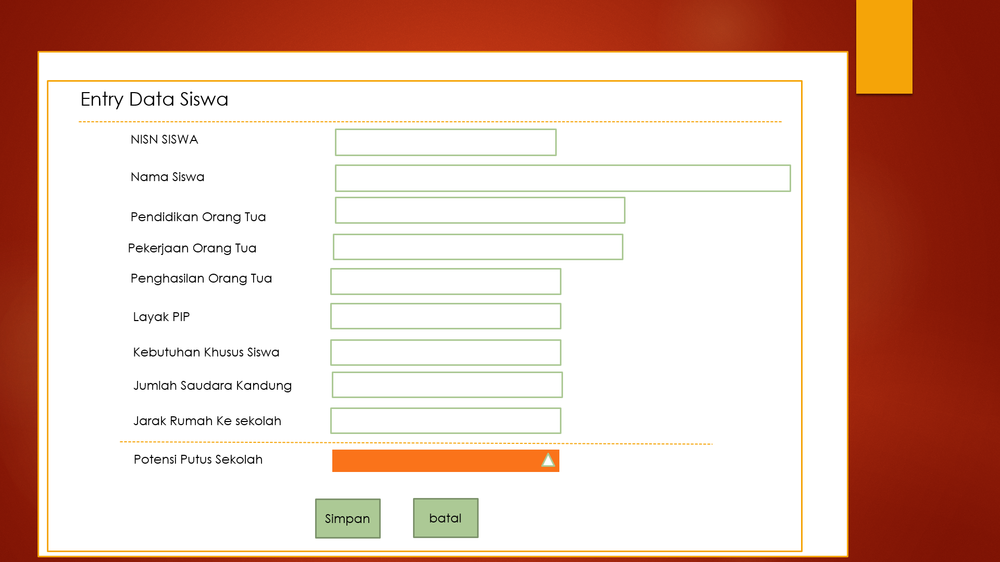 Entry Data Siswa
NISN SISWA
Nama Siswa
Pendidikan Orang Tua
Pekerjaan Orang Tua
Penghasilan Orang Tua
Layak PIP
Kebutuhan Khusus Siswa
Jumlah Saudara Kandung
Jarak Rumah Ke sekolah
Potensi Putus Sekolah
Simpan
batal